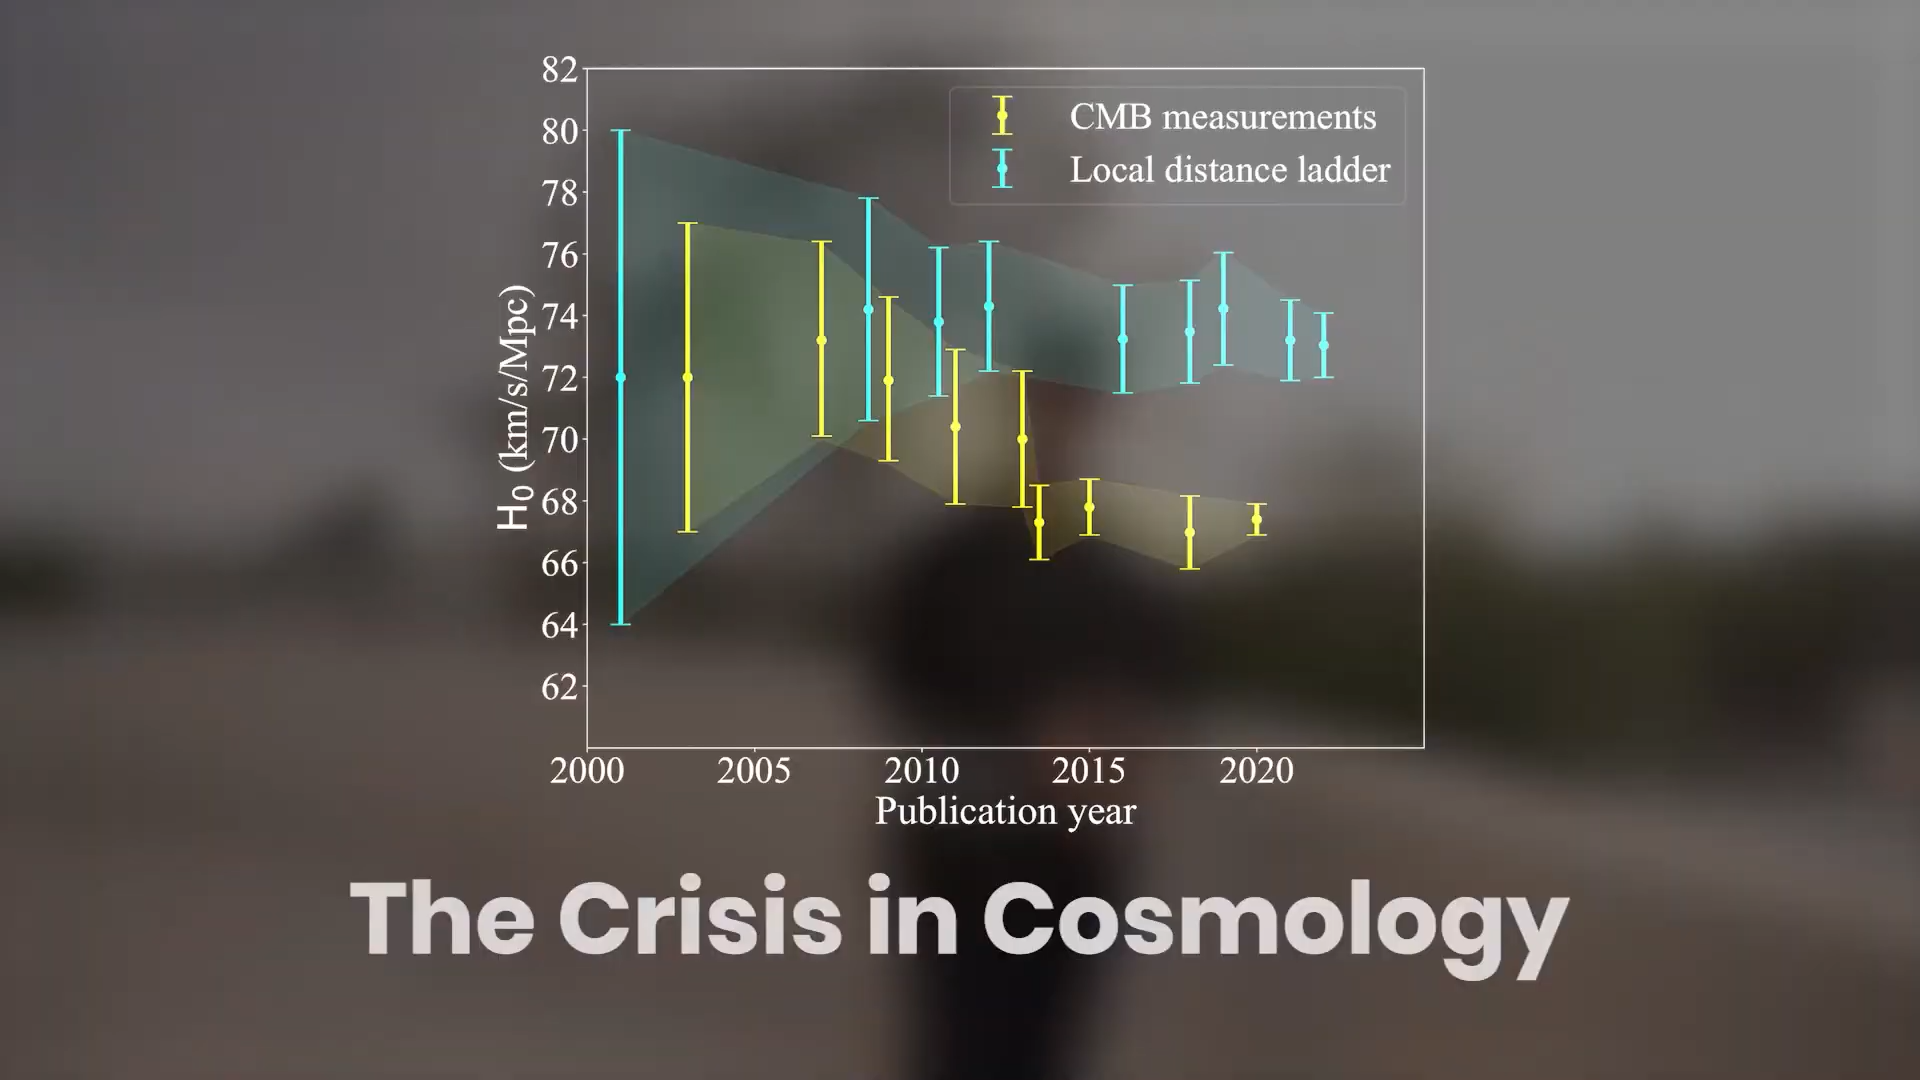 82
80
78
76
74
72
70
68
66
64
62
H₀ (km/s/Mpc)
CMB measurements
Local distance ladder
2000 2005 2010 2015 2020
Publication year
The Crisis in Cosmology